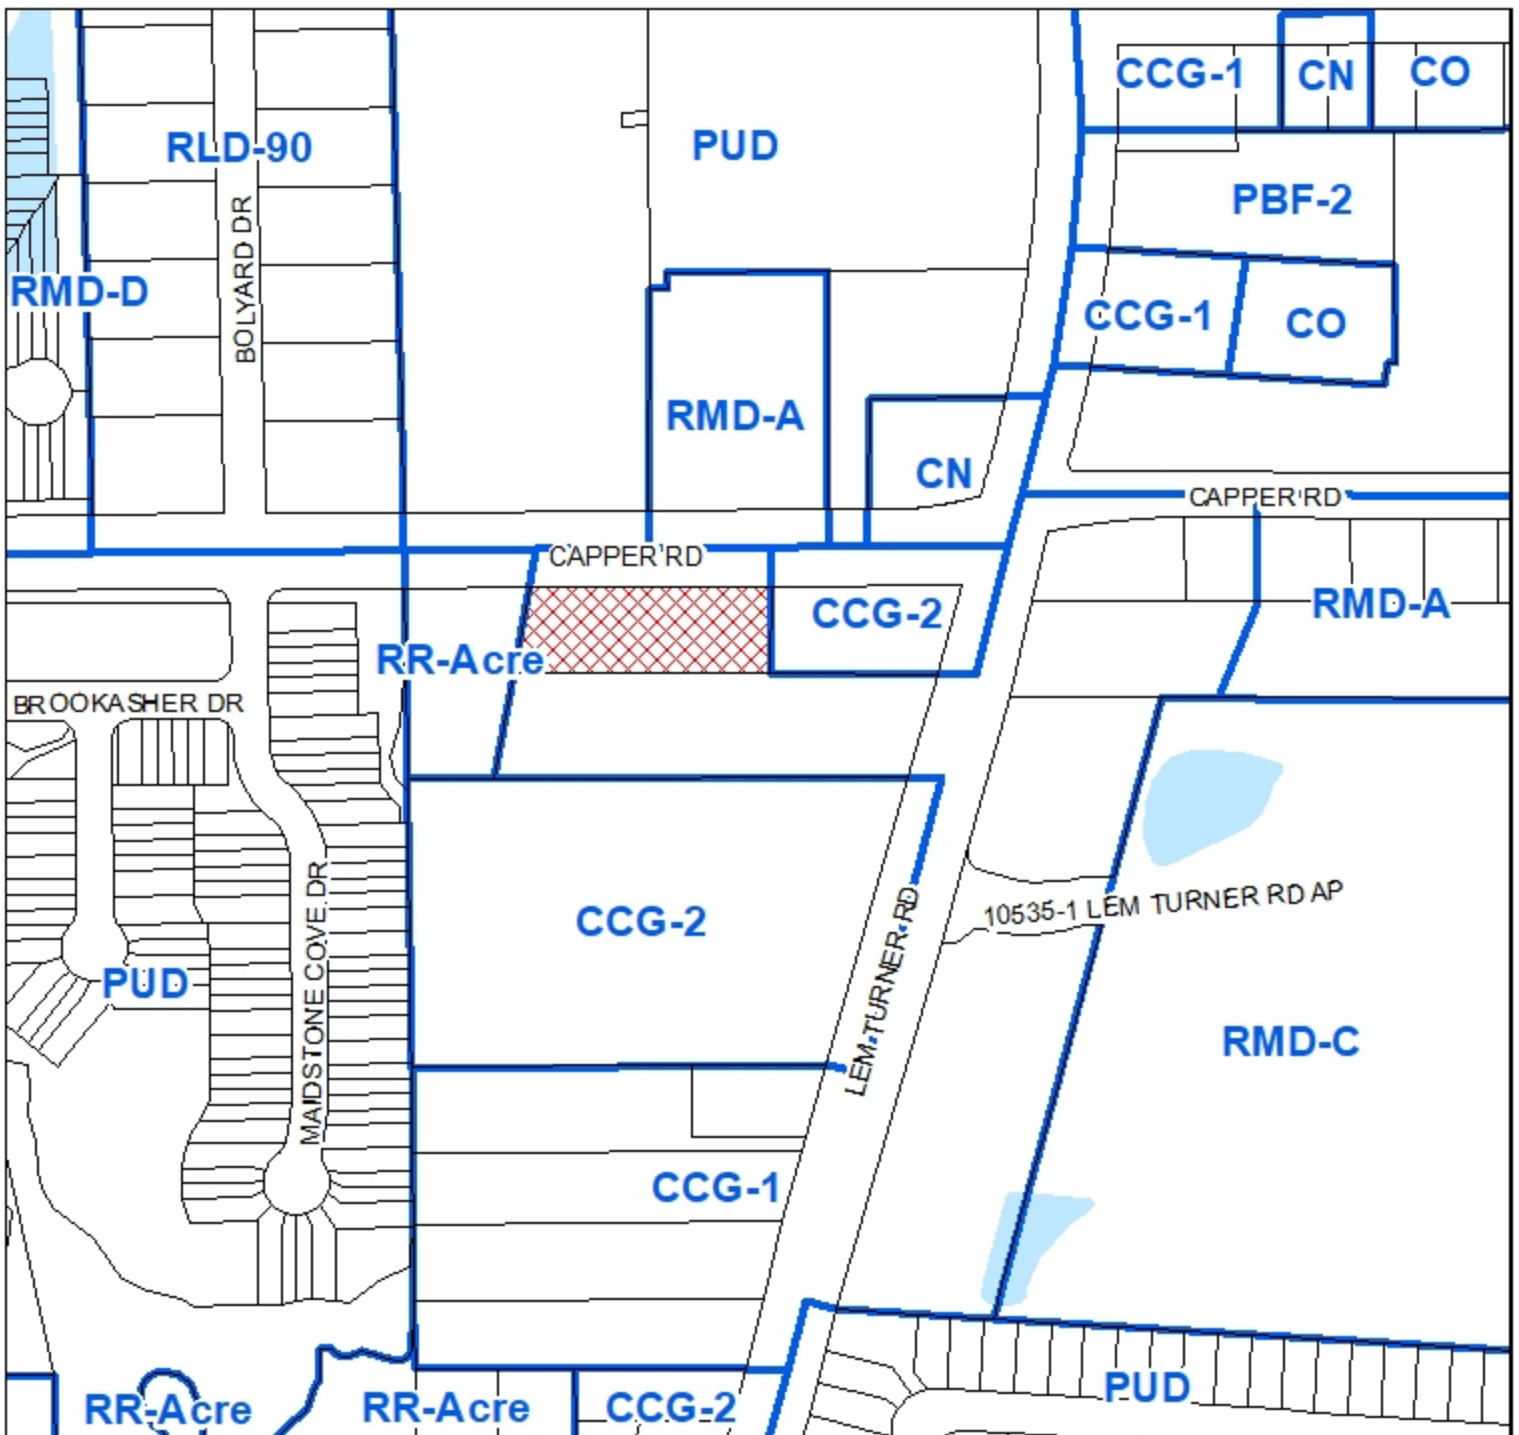 CCG-1
CN
CO
RLD-90
PUD
PBF-2
BOLYARD DR
RMD-D
CCG-1
CO
RMD-A
CN
CAPPER RD
CAPPER RD
RMD-A
CCG-2
RR-Acre
BROOKASHER DR
CCG-2
10535-1 LEM TURNER RD AP
LEM TURNER RD
MAIDSTONE COVE DR
PUD
RMD-C
CCG-1
PUD
RR-Acre
RR-Acre
CCG-2